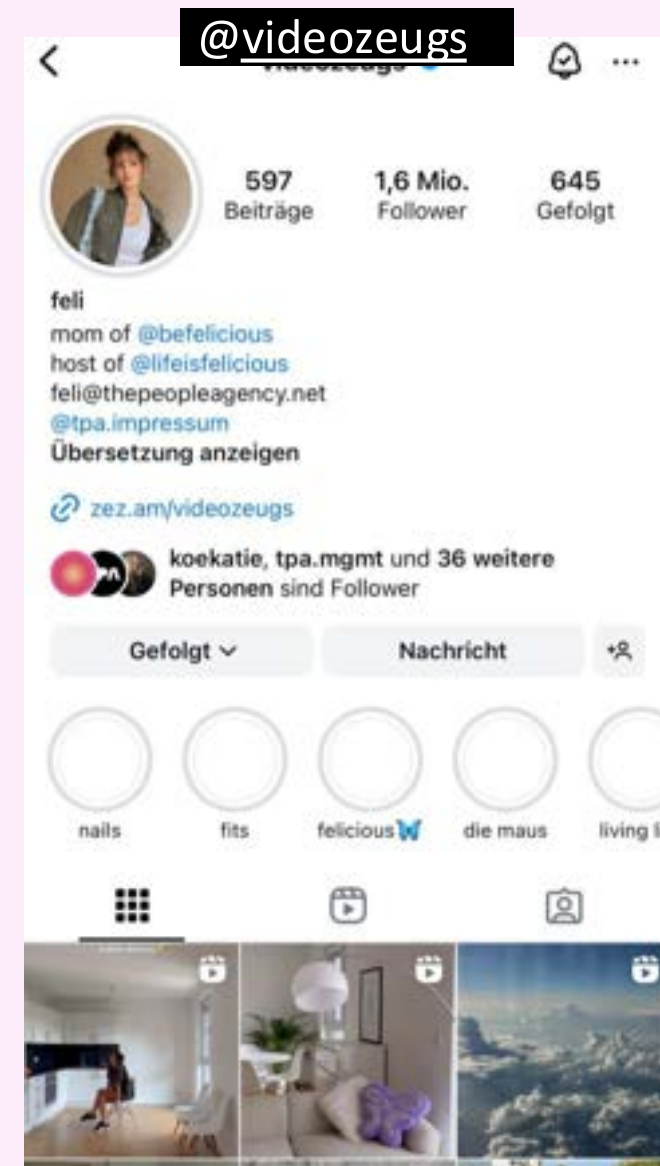 @videozeugs
597 1,6 Mio. 645
Beiträge Follower Gefolgt
feli
mom of @befelicious
host of @lifeisfelicious
feli@thepeopleagency.net
@tpa.impressum
Übersetzung anzeigen
zez.am/videozeugs
koekatie, tpa.mgmt und 36 weitere
Personen sind Follower
Gefolgt Nachricht
nails fits felicious🦋 die maus living